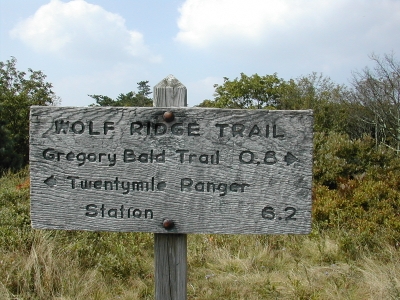 WOLF RIDGE TRAIL
Gregory Bald Trail 0.8 →
← Twentymile Ranger
Station 6.2